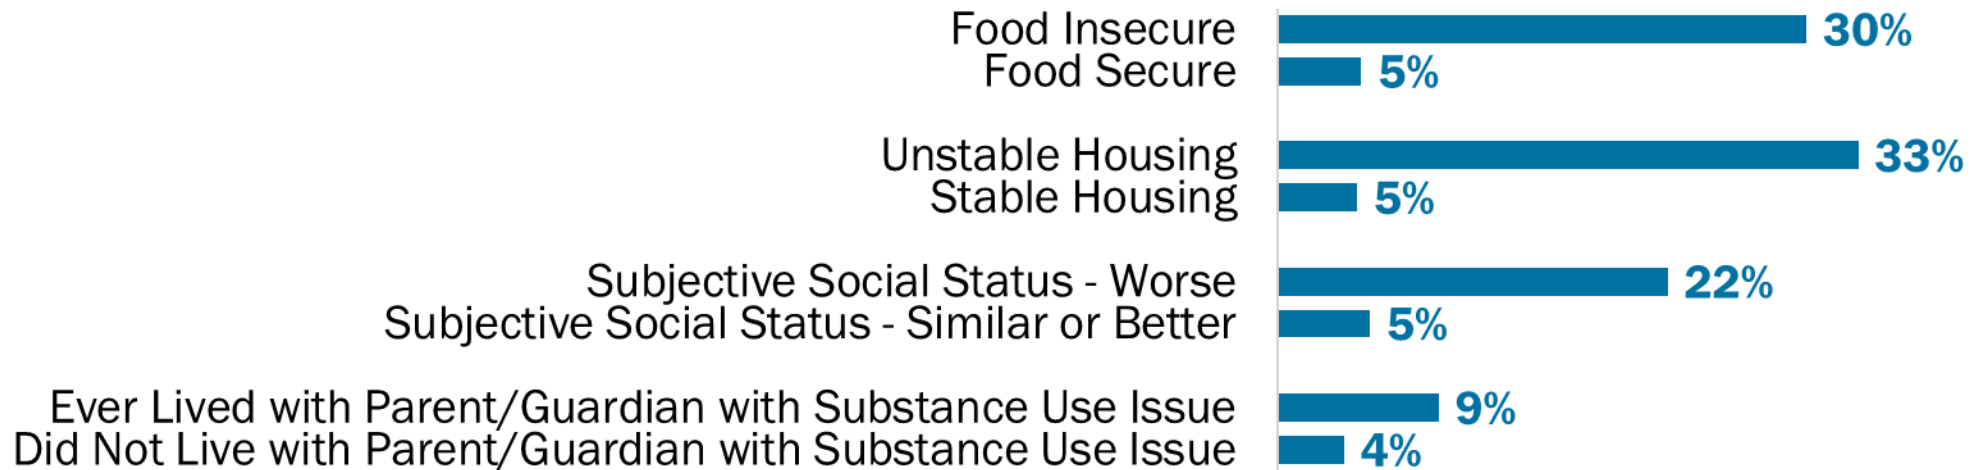 Food Insecure 30%
Food Secure 5%
Unstable Housing 33%
Stable Housing 5%
Subjective Social Status - Worse 22%
Subjective Social Status - Similar or Better 5%
Ever Lived with Parent/Guardian with Substance Use Issue 9%
Did Not Live with Parent/Guardian with Substance Use Issue 4%